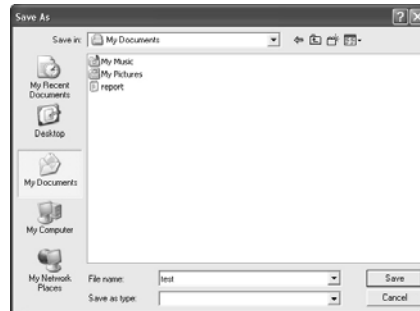 Save As
Save in: My Documents
My Recent
Documents
Desktop
My Documents
My Computer
My Network
Places
My Music
My Pictures
report
File name: test Save
Save as type: Cancel